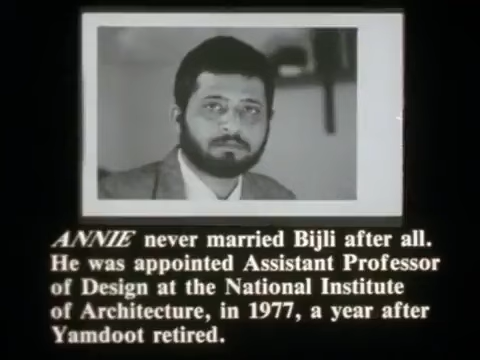 ANNIE never married Bijli after all.
He was appointed Assistant Professor
of Design at the National Institute
of Architecture, in 1977, a year after
Yamdoot retired.